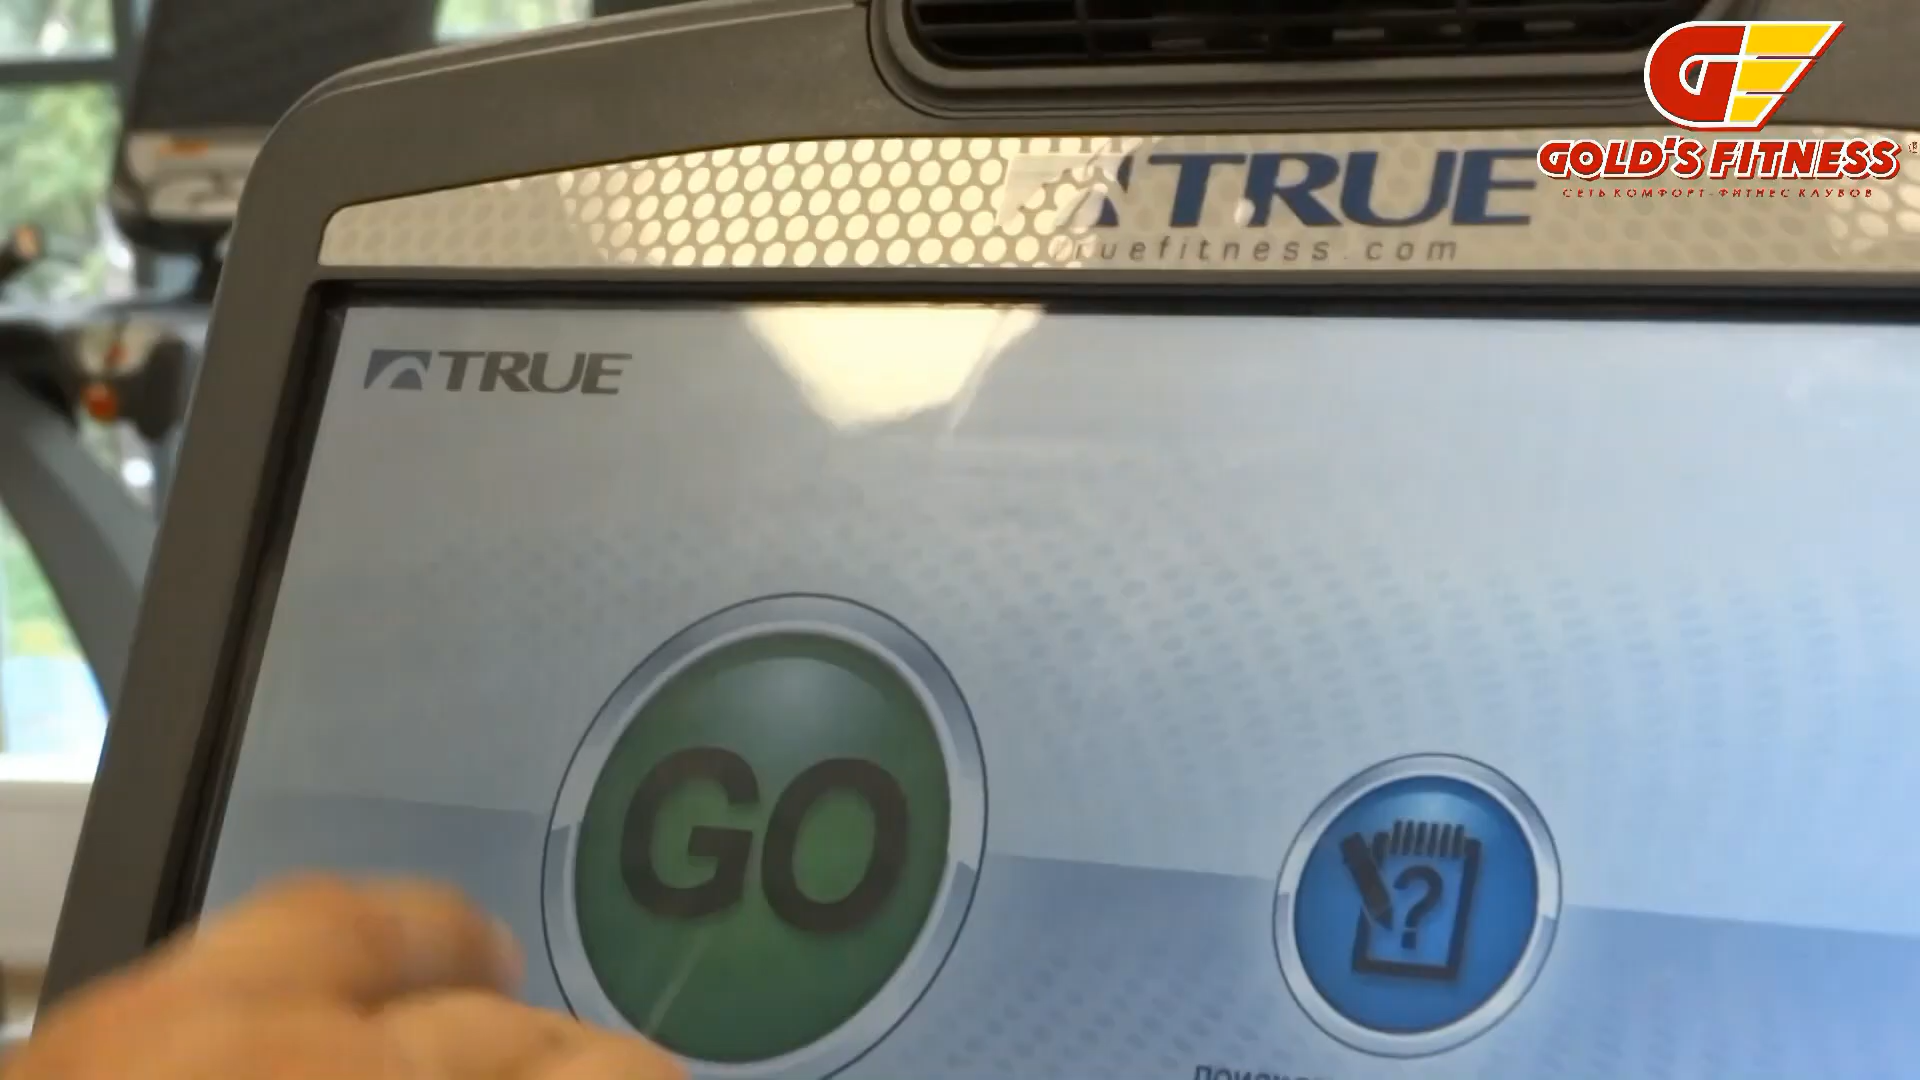 GOLD'S FITNESS
СЕТЬ КОМФОРТ-ФИТНЕС КЛУБОВ
TRUE
truefitness.com
TRUE
GO
?